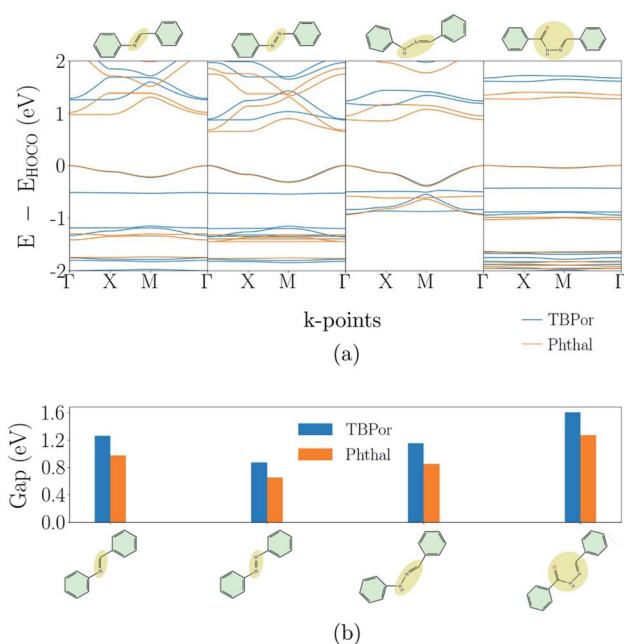 N
N
N
N
H
N
O
N
H
N
E − E_HOCO (eV)
2
1
0
-1
-2
Γ X M Γ X M Γ X M Γ X M Γ
k-points
TBPor
Phthal
(a)
Gap (eV)
1.6
1.2
0.8
0.4
0.0
TBPor
Phthal
N
N
N
N
H
N
O
N
H
N
(b)